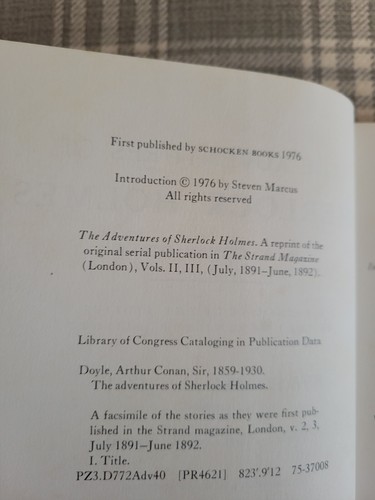 First published by SCHOCKEN BOOKS 1976
Introduction © 1976 by Steven Marcus
All rights reserved
The Adventures of Sherlock Holmes. A reprint of the
original serial publication in The Strand Magazine
(London), Vols. II, III, (July, 1891–June, 1892).
Library of Congress Cataloging in Publication Data
Doyle, Arthur Conan, Sir, 1859-1930.
The adventures of Sherlock Holmes.
A facsimile of the stories as they were first pub-
lished in the Strand magazine, London, v. 2, 3,
July 1891–June 1892.
I. Title.
PZ3.D772Adv40 [PR4621] 823'.9'12 75-37008